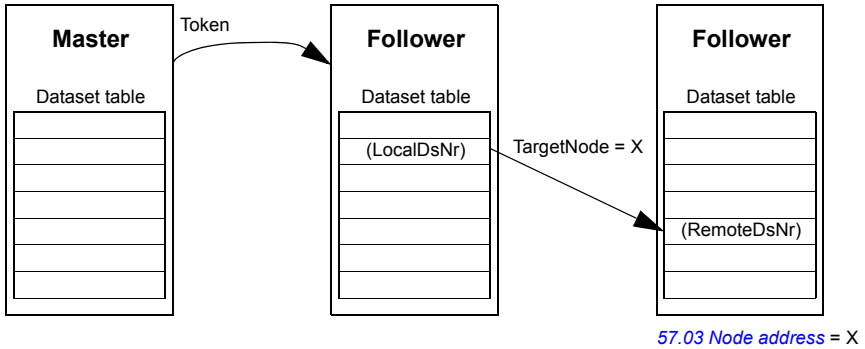 Master
Token
Follower
Follower
Dataset table
Dataset table
Dataset table
(LocalDsNr)
TargetNode = X
(RemoteDsNr)
57.03 Node address = X